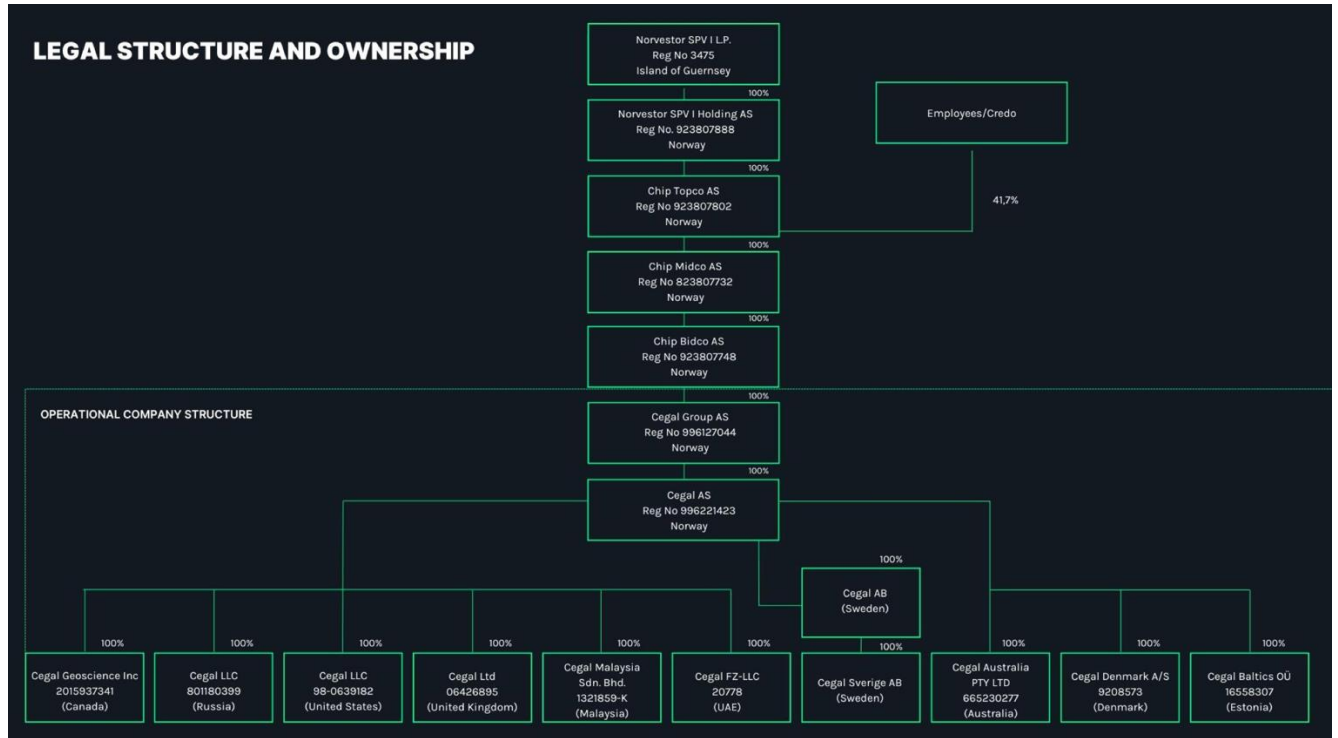 LEGAL STRUCTURE AND OWNERSHIP
Norvestor SPV I L.P.
Reg No 3475
Island of Guernsey
100%
Norvestor SPV I Holding AS
Reg No. 923807888
Norway
Employees/Credo
100%
Chip Topco AS
Reg No 923807802
Norway
41,7%
100%
Chip Midco AS
Reg No 823807732
Norway
100%
Chip Bidco AS
Reg No 923807748
Norway
OPERATIONAL COMPANY STRUCTURE
100%
Cegal Group AS
Reg No 996127044
Norway
100%
Cegal AS
Reg No 996221423
Norway
100%
Cegal AB
(Sweden)
100%
Cegal Geoscience Inc
2015937341
(Canada)
100%
Cegal LLC
801180399
(Russia)
100%
Cegal LLC
98-0639182
(United States)
100%
Cegal Ltd
06426895
(United Kingdom)
100%
Cegal Malaysia
Sdn. Bhd.
1321859-K
(Malaysia)
100%
Cegal FZ-LLC
20778
(UAE)
100%
Cegal Sverige AB
(Sweden)
100%
Cegal Australia
PTY LTD
665230277
(Australia)
100%
Cegal Denmark A/S
9208573
(Denmark)
100%
Cegal Baltics OÜ
16558307
(Estonia)